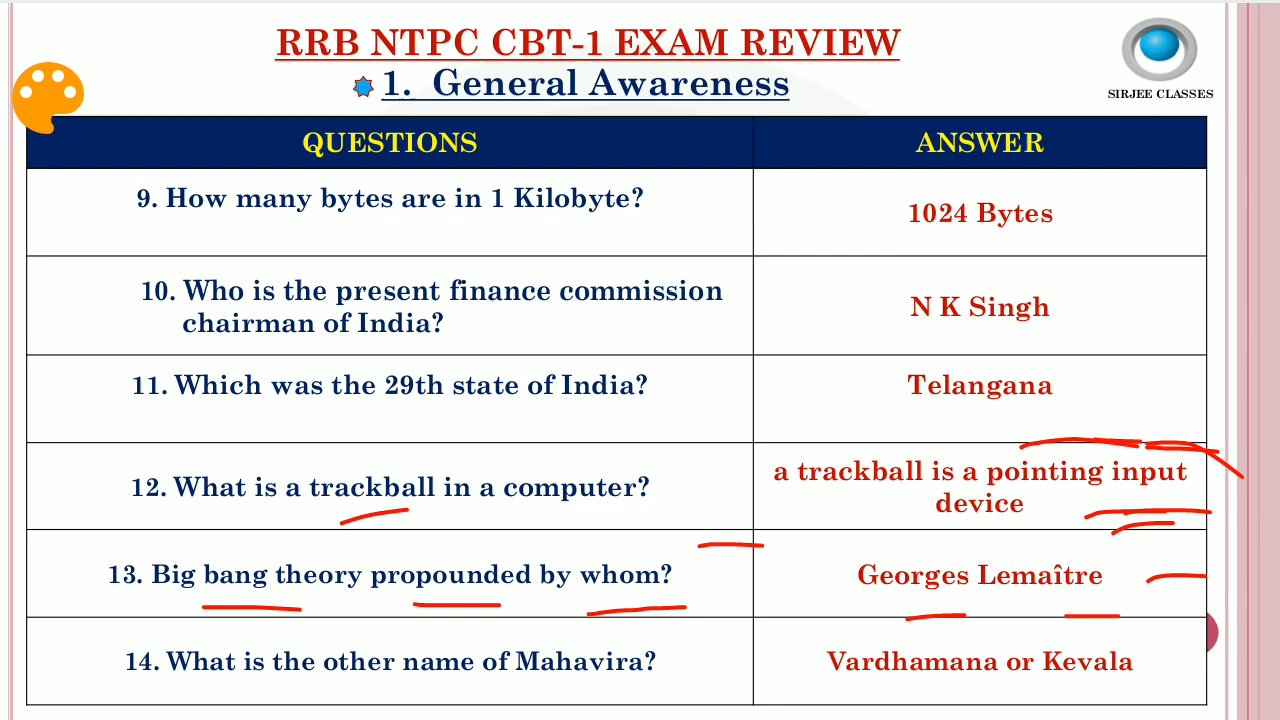 RRB NTPC CBT-1 EXAM REVIEW
1. General Awareness
SIRJEE CLASSES
QUESTIONS
ANSWER
9. How many bytes are in 1 Kilobyte?
1024 Bytes
10. Who is the present finance commission
chairman of India?
N K Singh
11. Which was the 29th state of India?
Telangana
12. What is a trackball in a computer?
a trackball is a pointing input
device
13. Big bang theory propounded by whom?
Georges Lemaître
14. What is the other name of Mahavira?
Vardhamana or Kevala